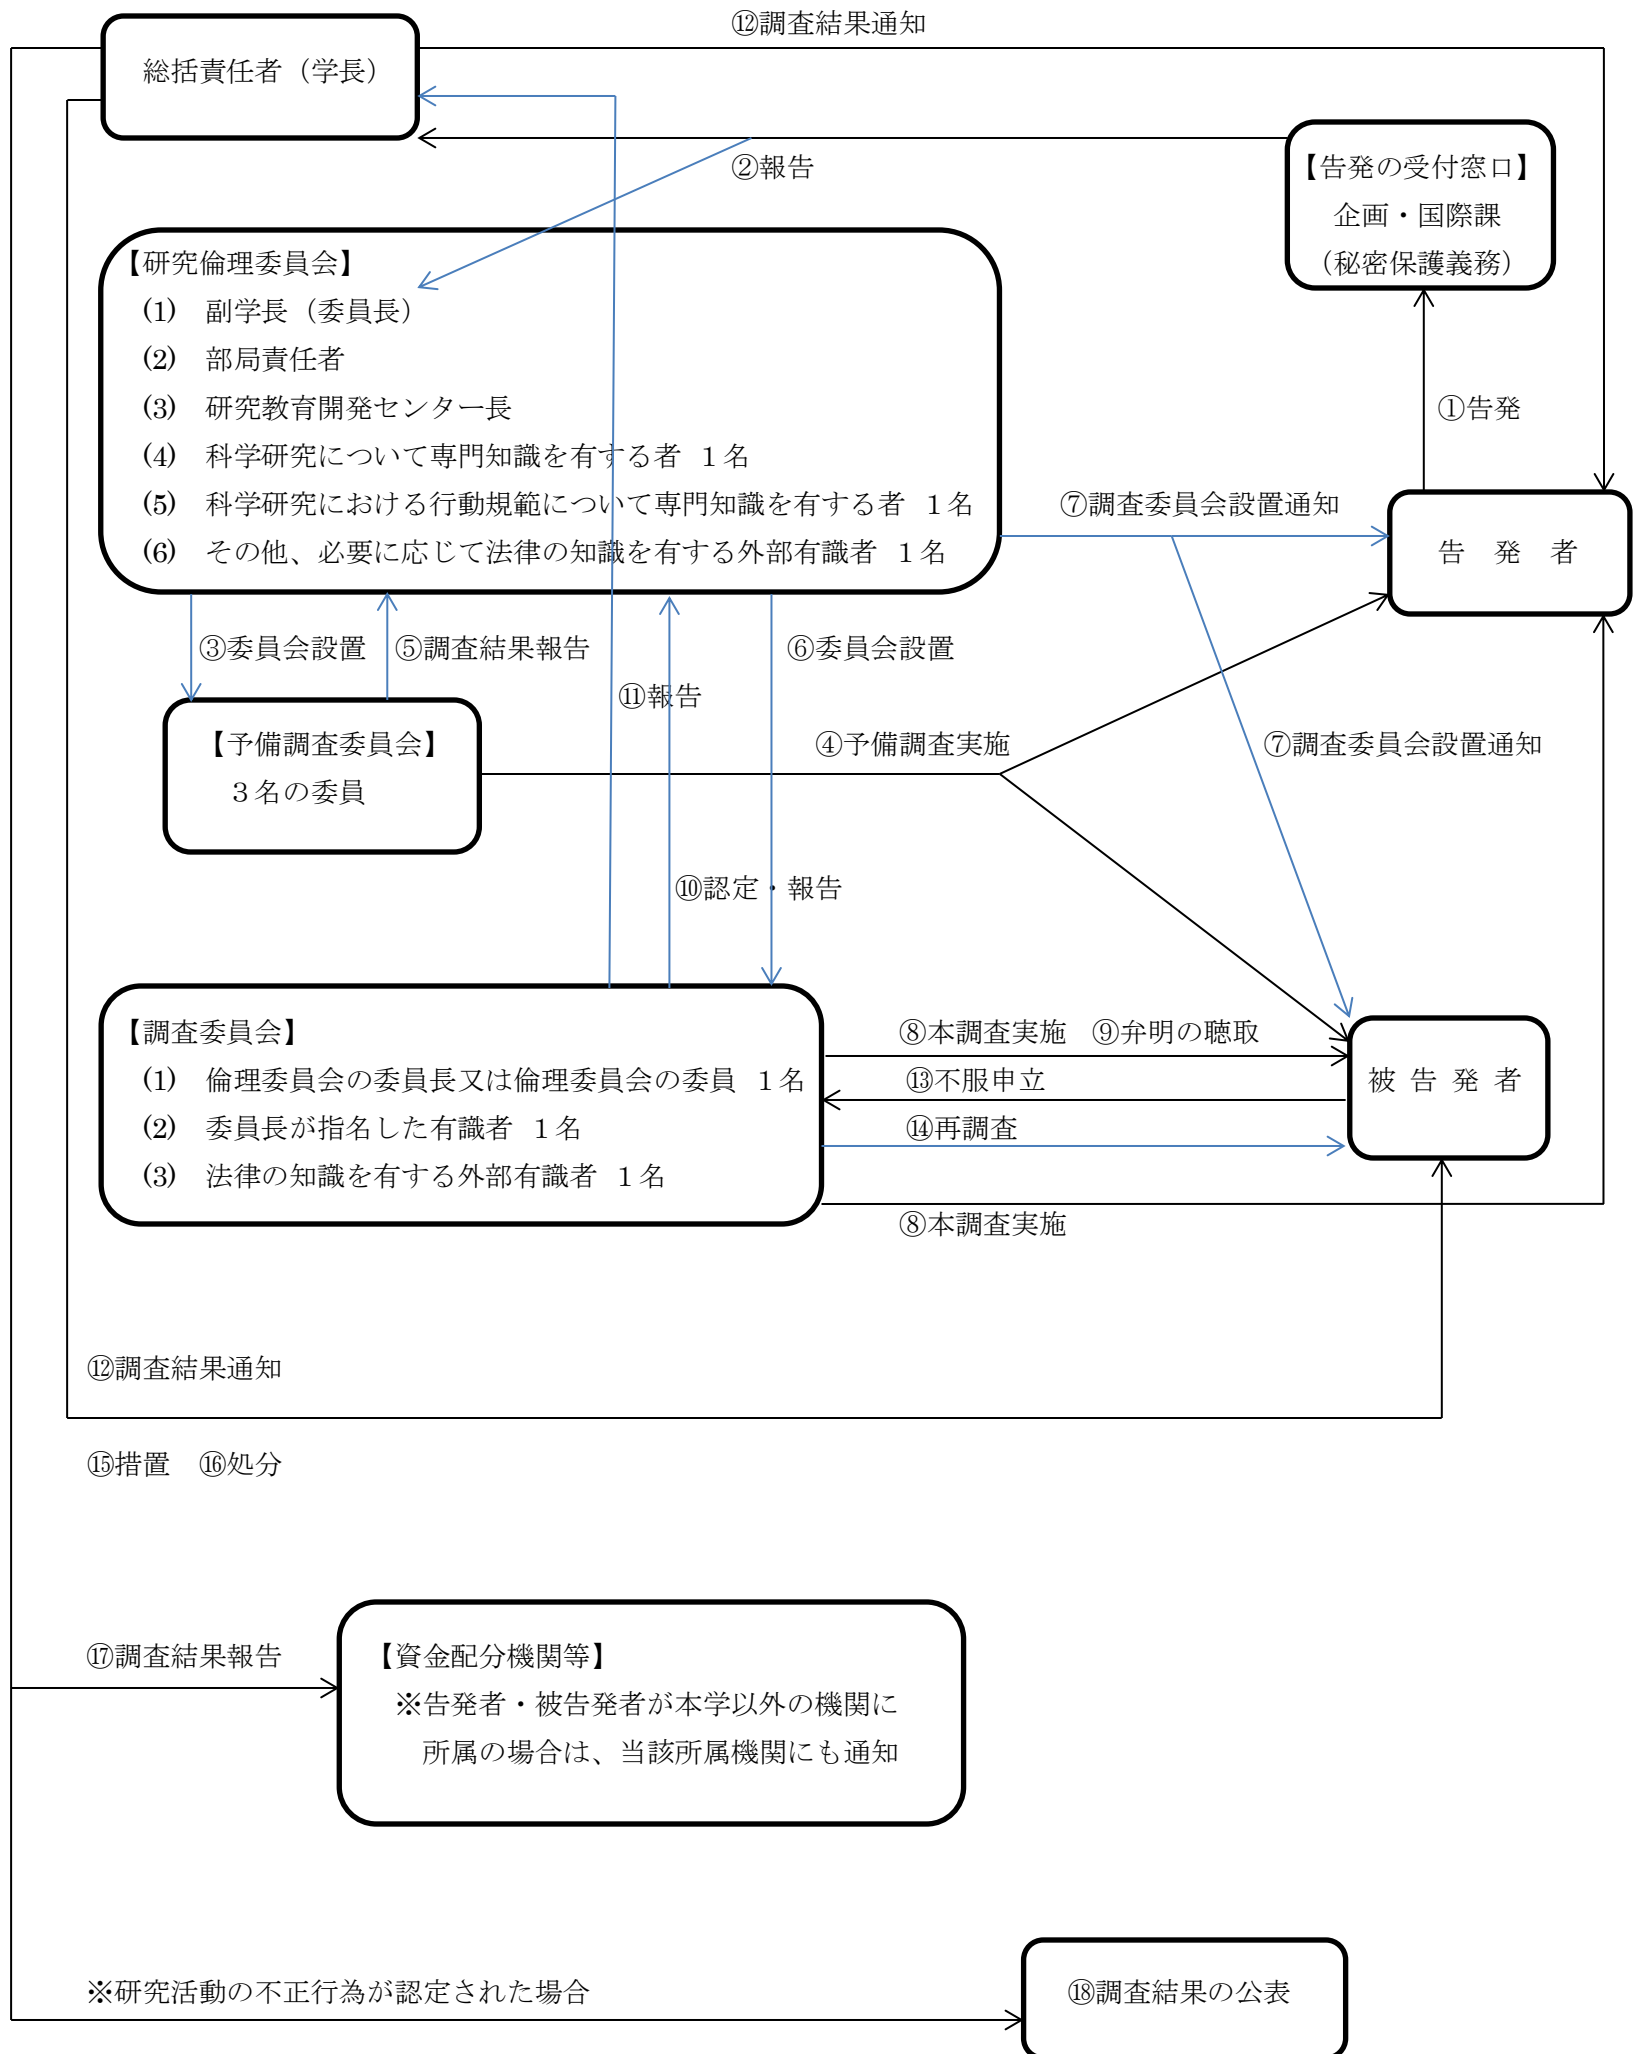 ⑫調査結果通知
総括責任者（学長）
②報告
【告発の受付窓口】
企画・国際課
（秘密保護義務）
【研究倫理委員会】
(1)　副学長（委員長）
(2)　部局責任者
(3)　研究教育開発センター長
(4)　科学研究について専門知識を有する者 １名
(5)　科学研究における行動規範について専門知識を有する者 １名
(6)　その他、必要に応じて法律の知識を有する外部有識者 １名
①告発
⑦調査委員会設置通知
告　発　者
③委員会設置
⑤調査結果報告
⑥委員会設置
⑪報告
【予備調査委員会】
３名の委員
④予備調査実施
⑦調査委員会設置通知
⑩認定・報告
【調査委員会】
(1)　倫理委員会の委員長又は倫理委員会の委員 １名
(2)　委員長が指名した有識者 １名
(3)　法律の知識を有する外部有識者 １名
⑧本調査実施　⑨弁明の聴取
⑬不服申立
⑭再調査
被 告 発 者
⑧本調査実施
⑫調査結果通知
⑮措置　⑯処分
⑰調査結果報告
【資金配分機関等】
※告発者・被告発者が本学以外の機関に
所属の場合は、当該所属機関にも通知
※研究活動の不正行為が認定された場合
⑱調査結果の公表